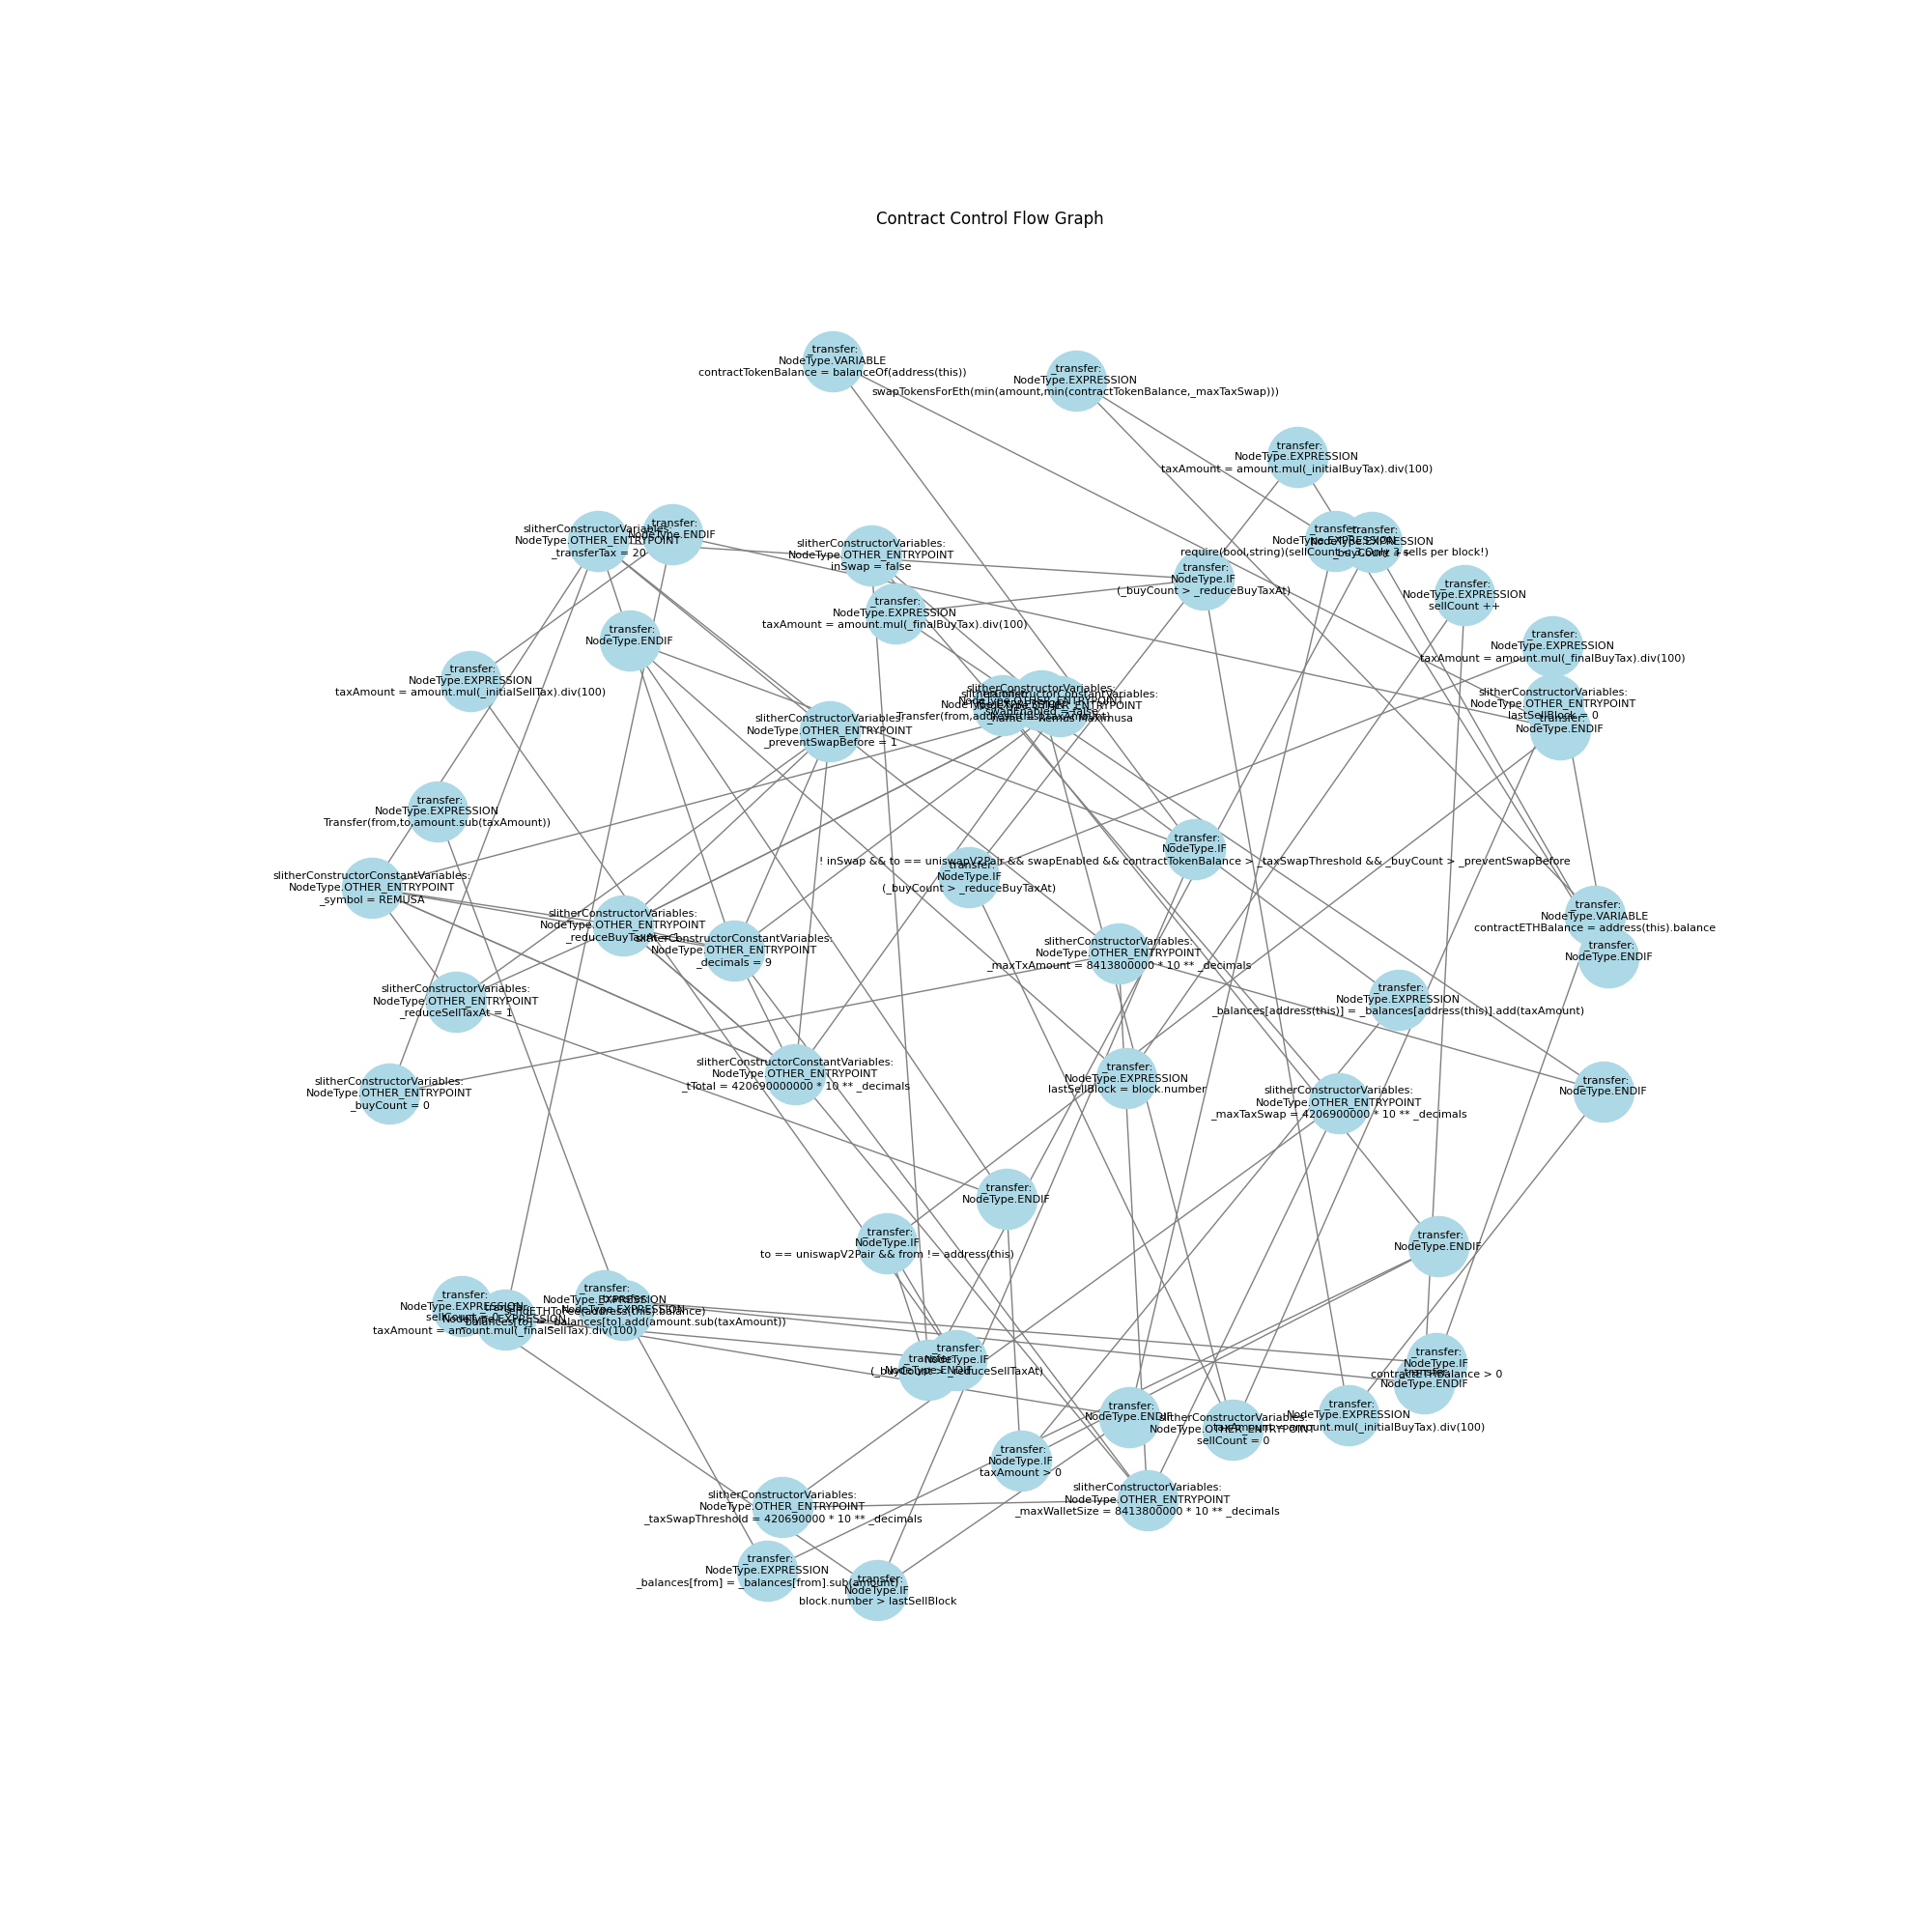 Contract Control Flow Graph
_transfer:
NodeType.VARIABLE
contractTokenBalance = balanceOf(address(this))
_transfer:
NodeType.EXPRESSION
swapTokensForEth(min(amount,min(contractTokenBalance,_maxTaxSwap)))
_transfer:
NodeType.EXPRESSION
taxAmount = amount.mul(_initialBuyTax).div(100)
slitherConstructorVariables:
NodeType.OTHER_ENTRYPOINT
_transferTax = 20
_transfer:
NodeType.ENDIF
slitherConstructorVariables:
NodeType.OTHER_ENTRYPOINT
inSwap = false
_transfer:
NodeType.EXPRESSION
require(bool,string)(sellCount < 3,Only 3 sells per block!)
_transfer:
NodeType.EXPRESSION
_buyCount ++
_transfer:
NodeType.IF
(_buyCount > _reduceBuyTaxAt)
_transfer:
NodeType.EXPRESSION
sellCount ++
_transfer:
NodeType.EXPRESSION
taxAmount = amount.mul(_finalBuyTax).div(100)
_transfer:
NodeType.ENDIF
_transfer:
NodeType.EXPRESSION
taxAmount = amount.mul(_finalBuyTax).div(100)
_transfer:
NodeType.EXPRESSION
taxAmount = amount.mul(_initialSellTax).div(100)
slitherConstructorVariables:
NodeType.OTHER_ENTRYPOINT
swapEnabled = false
slitherConstructorConstantVariables:
NodeType.OTHER_ENTRYPOINT
_name = Remus Maximusa
Transfer(from,address(this),taxAmount)
slitherConstructorVariables:
NodeType.OTHER_ENTRYPOINT
lastSellBlock = 0
_transfer:
NodeType.ENDIF
slitherConstructorVariables:
NodeType.OTHER_ENTRYPOINT
_preventSwapBefore = 1
_transfer:
NodeType.EXPRESSION
Transfer(from,to,amount.sub(taxAmount))
_transfer:
NodeType.IF
! inSwap && to == uniswapV2Pair && swapEnabled && contractTokenBalance > _taxSwapThreshold && _buyCount > _preventSwapBefore
_transfer:
NodeType.IF
(_buyCount > _reduceBuyTaxAt)
slitherConstructorConstantVariables:
NodeType.OTHER_ENTRYPOINT
_symbol = REMUSA
slitherConstructorVariables:
NodeType.OTHER_ENTRYPOINT
_reduceBuyTaxAt = 1
slitherConstructorConstantVariables:
NodeType.OTHER_ENTRYPOINT
_decimals = 9
_transfer:
NodeType.VARIABLE
contractETHBalance = address(this).balance
_transfer:
NodeType.ENDIF
slitherConstructorVariables:
NodeType.OTHER_ENTRYPOINT
_maxTxAmount = 8413800000 * 10 ** _decimals
slitherConstructorVariables:
NodeType.OTHER_ENTRYPOINT
_reduceSellTaxAt = 1
_transfer:
NodeType.EXPRESSION
_balances[address(this)] = _balances[address(this)].add(taxAmount)
slitherConstructorConstantVariables:
NodeType.OTHER_ENTRYPOINT
_tTotal = 420690000000 * 10 ** _decimals
_transfer:
NodeType.EXPRESSION
lastSellBlock = block.number
slitherConstructorVariables:
NodeType.OTHER_ENTRYPOINT
_buyCount = 0
slitherConstructorVariables:
NodeType.OTHER_ENTRYPOINT
_maxTaxSwap = 4206900000 * 10 ** _decimals
_transfer:
NodeType.ENDIF
_transfer:
NodeType.ENDIF
_transfer:
NodeType.IF
to == uniswapV2Pair && from != address(this)
_transfer:
NodeType.ENDIF
_transfer:
NodeType.EXPRESSION
sellCount = 0
_transfer:
NodeType.EXPRESSION
taxAmount = amount.mul(_finalSellTax).div(100)
_transfer:
NodeType.EXPRESSION
sendETHToFee(address(this).balance)
_transfer:
NodeType.EXPRESSION
_balances[to] = _balances[to].add(amount.sub(taxAmount))
_transfer:
NodeType.IF
(_buyCount > _reduceSellTaxAt)
_transfer:
NodeType.ENDIF
_transfer:
NodeType.IF
contractETHBalance > 0
_transfer:
NodeType.ENDIF
_transfer:
NodeType.ENDIF
slitherConstructorVariables:
NodeType.OTHER_ENTRYPOINT
sellCount = 0
_transfer:
NodeType.EXPRESSION
taxAmount = amount.mul(_initialBuyTax).div(100)
_transfer:
NodeType.IF
taxAmount > 0
slitherConstructorVariables:
NodeType.OTHER_ENTRYPOINT
_taxSwapThreshold = 420690000 * 10 ** _decimals
slitherConstructorVariables:
NodeType.OTHER_ENTRYPOINT
_maxWalletSize = 8413800000 * 10 ** _decimals
_transfer:
NodeType.EXPRESSION
_balances[from] = _balances[from].sub(amount)
_transfer:
NodeType.IF
block.number > lastSellBlock